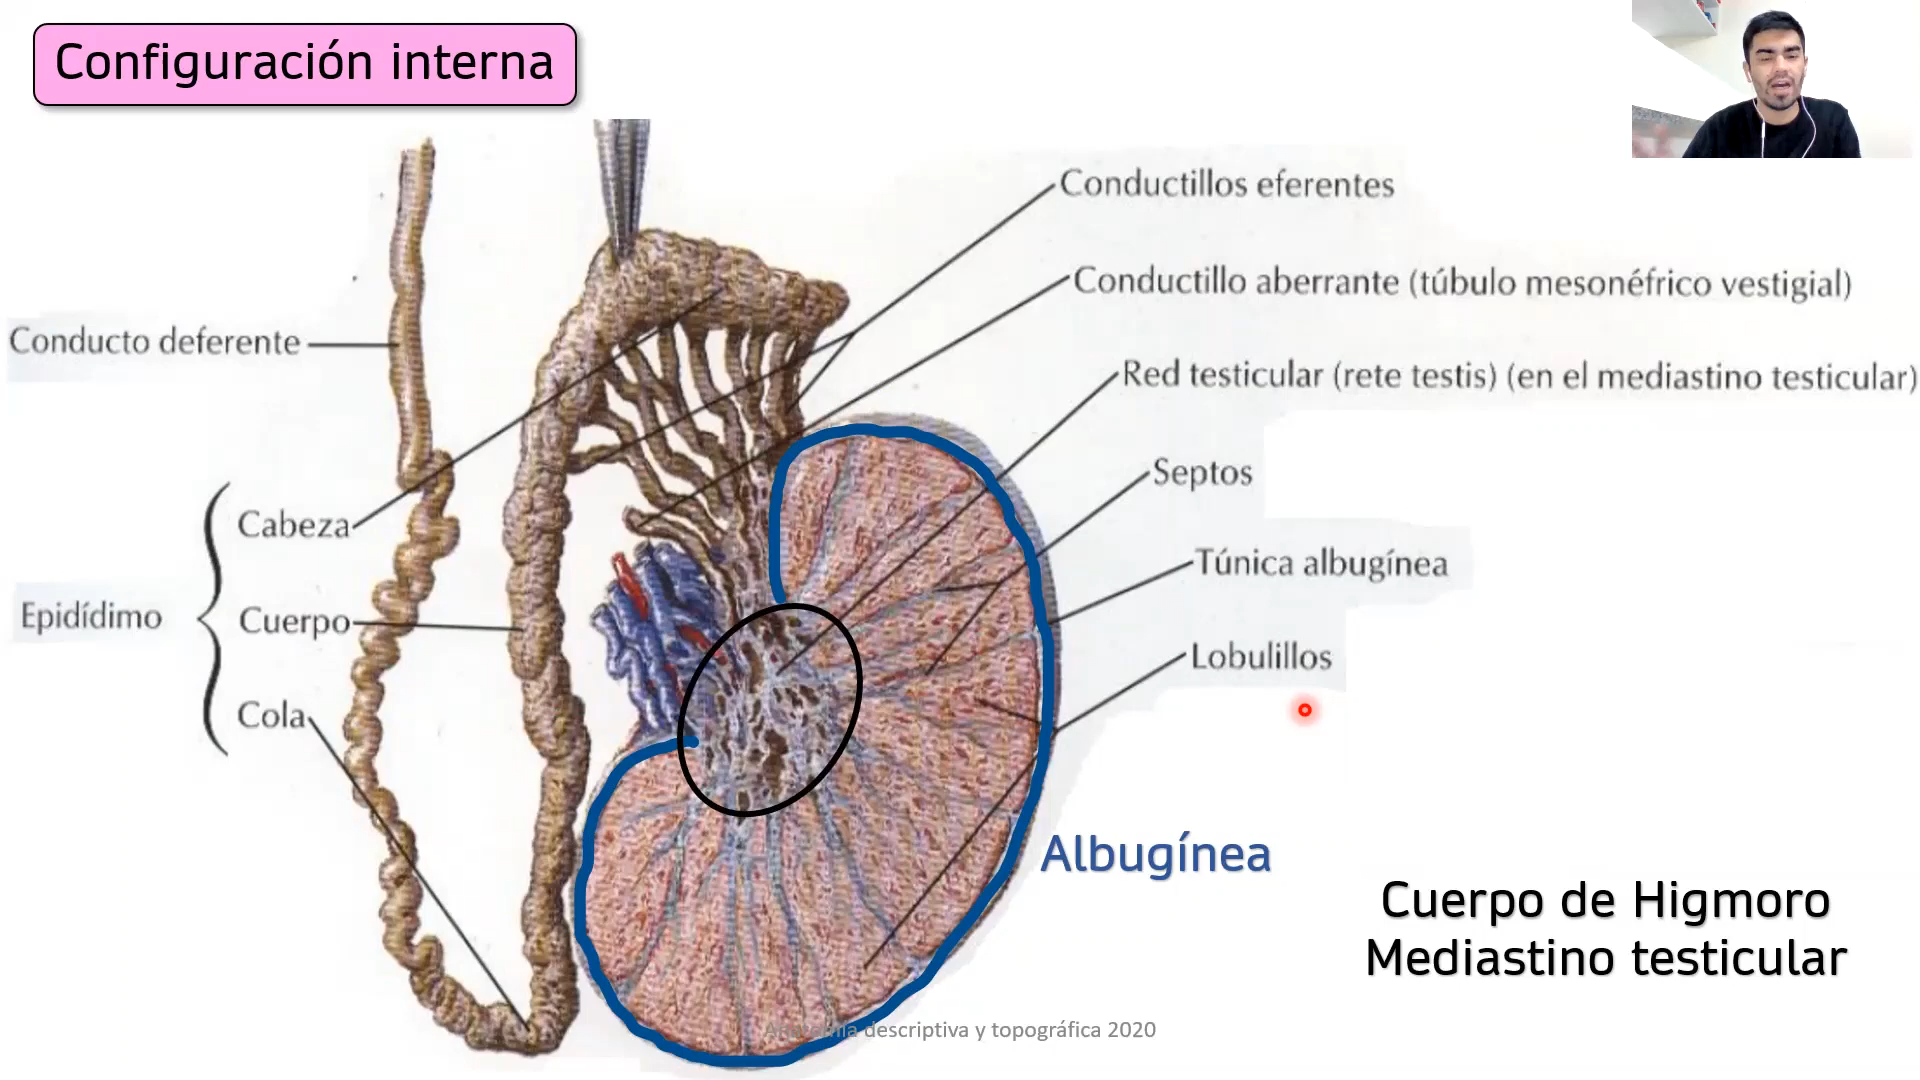 Configuración interna
Conductillos eferentes
Conductillo aberrante (túbulo mesonéfrico vestigial)
Conducto deferente
Red testicular (rete testis) (en el mediastino testicular)
Septos
Cabeza
Túnica albugínea
Epidídimo
Cuerpo
Lobulillos
Cola
Albugínea
Cuerpo de Higmoro
Mediastino testicular
Anatomia descriptiva y topográfica 2020